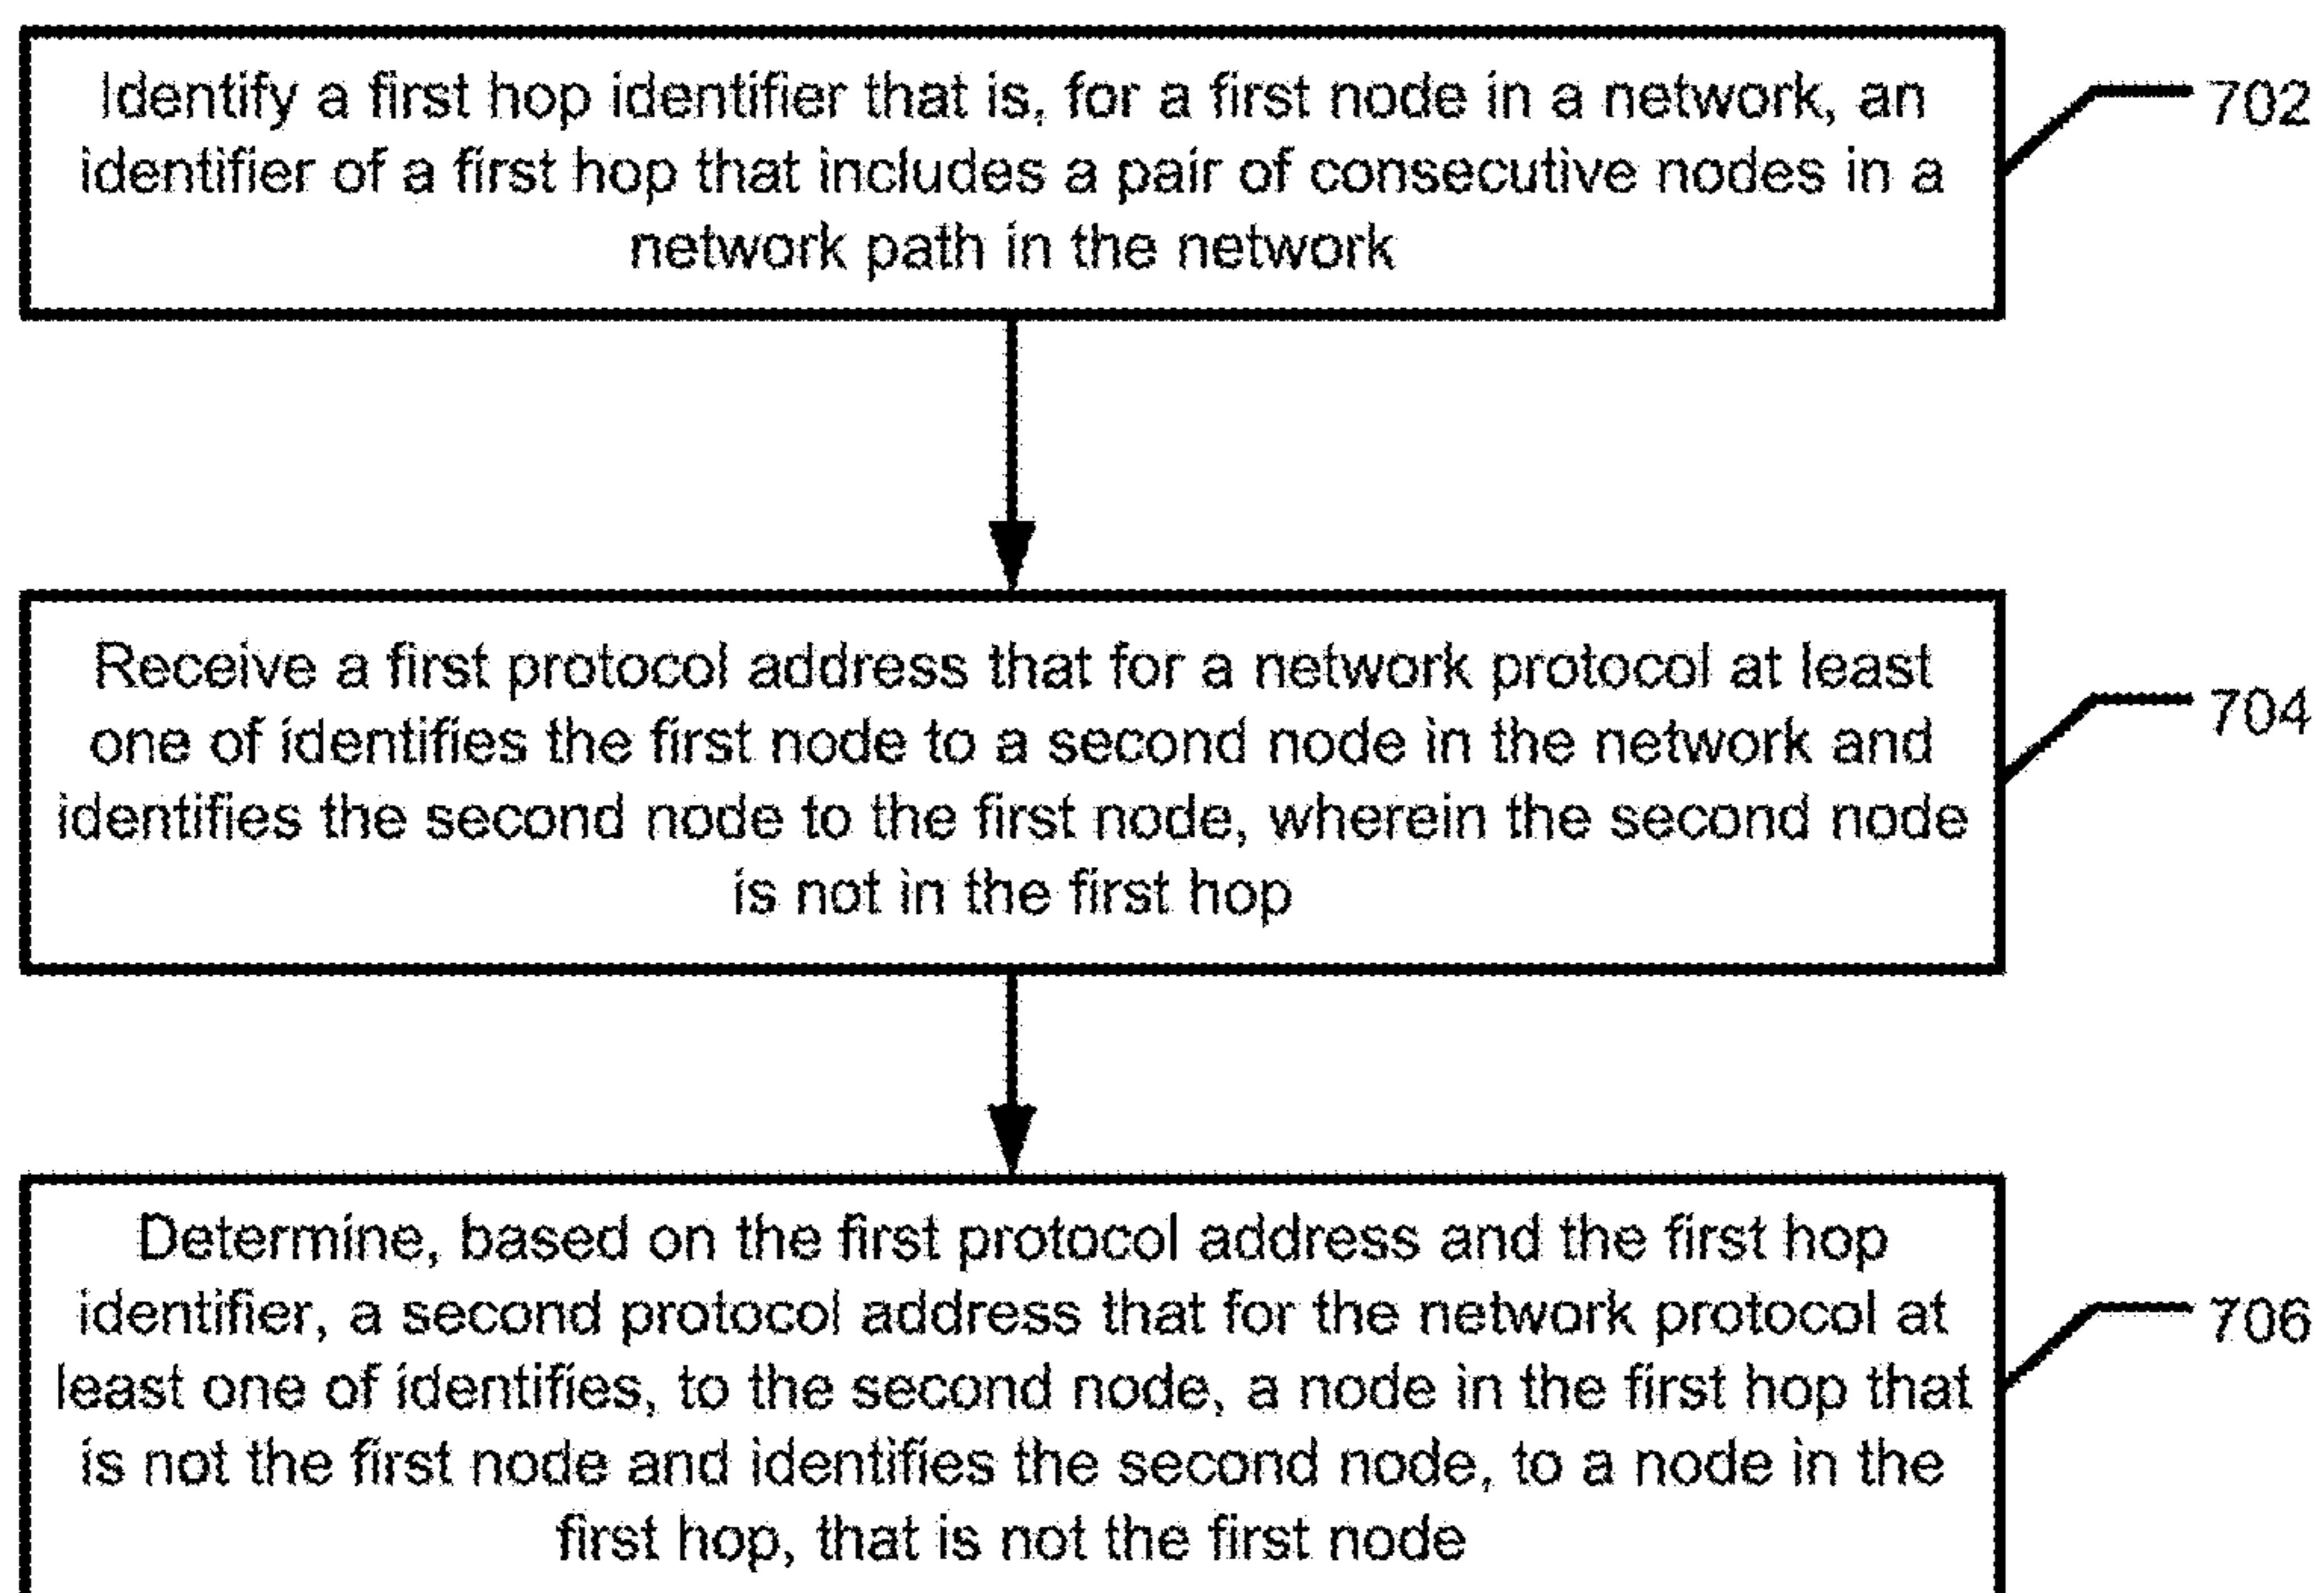 Identify a first hop identifier that is, for a first node in a network, an
identifier of a first hop that includes a pair of consecutive nodes in a
network path in the network
702
Receive a first protocol address that for a network protocol at least
one of identifies the first node to a second node in the network and
identifies the second node to the first node, wherein the second node
is not in the first hop
704
Determine, based on the first protocol address and the first hop
identifier, a second protocol address that for the network protocol at
least one of identifies, to the second node, a node in the first hop that
is not the first node and identifies the second node, to a node in the
first hop, that is not the first node
706